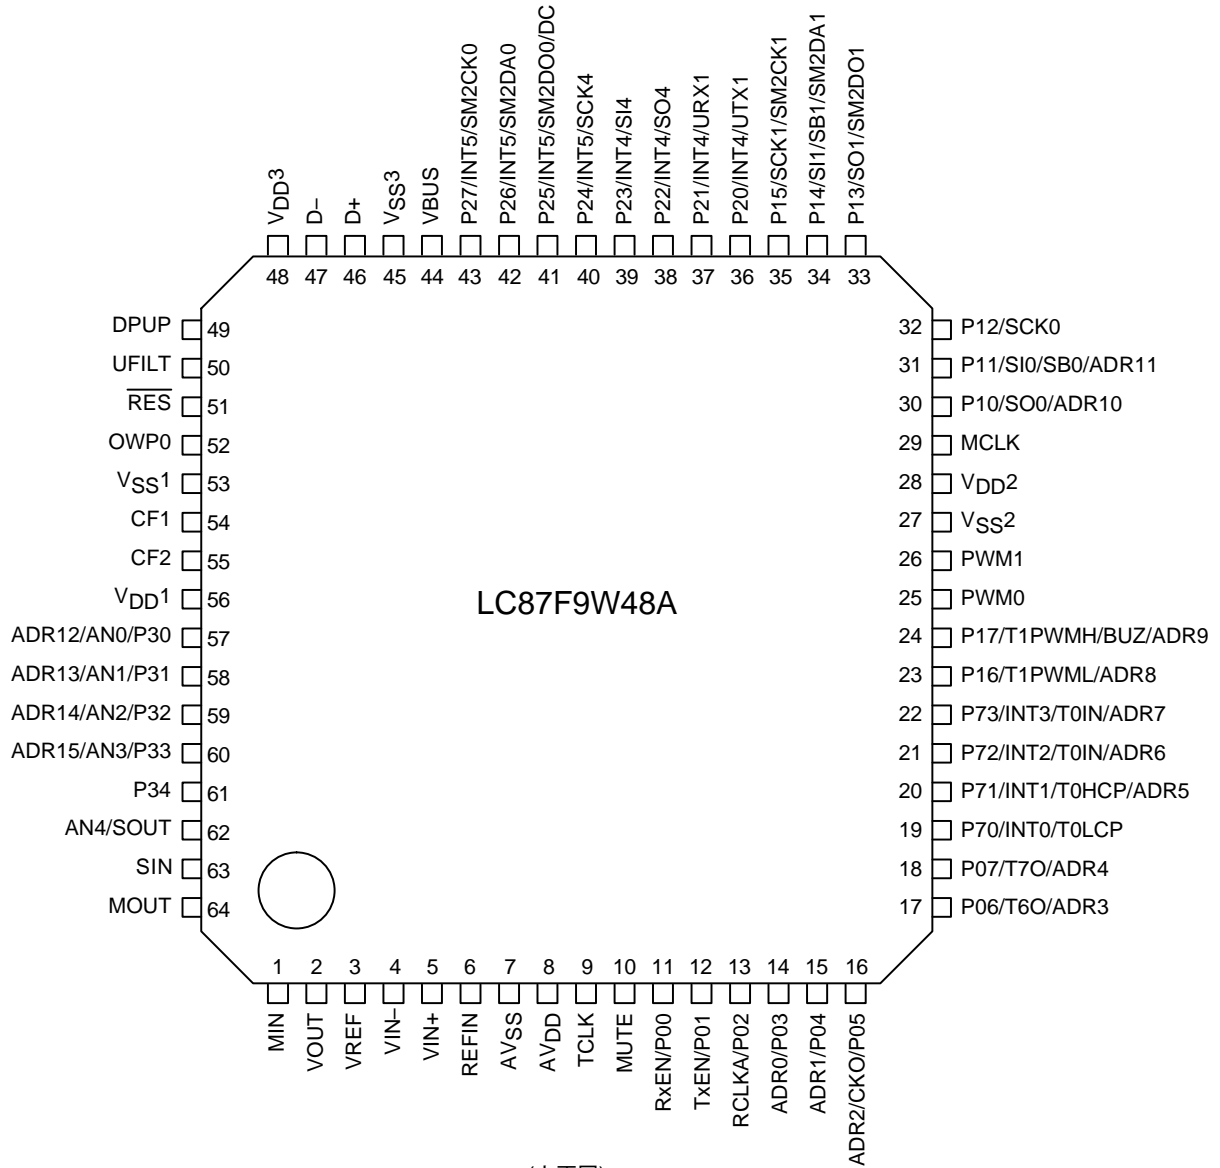 VDD3
D–
D+
VSS3
VBUS
P27/INT5/SM2CK0
P26/INT5/SM2DA0
P25/INT5/SM2DO0/DC
P24/INT5/SCK4
P23/INT4/SI4
P22/INT4/SO4
P21/INT4/URX1
P20/INT4/UTX1
P15/SCK1/SM2CK1
P14/SI1/SB1/SM2DA1
P13/SO1/SM2DO1
48 47 46 45 44 43 42 41 40 39 38 37 36 35 34 33
DPUP 49
UFILT 50
RES 51
OWP0 52
VSS1 53
CF1 54
CF2 55
VDD1 56
ADR12/AN0/P30 57
ADR13/AN1/P31 58
ADR14/AN2/P32 59
ADR15/AN3/P33 60
P34 61
AN4/SOUT 62
SIN 63
MOUT 64
LC87F9W48A
32 P12/SCK0
31 P11/SI0/SB0/ADR11
30 P10/SO0/ADR10
29 MCLK
28 VDD2
27 VSS2
26 PWM1
25 PWM0
24 P17/T1PWMH/BUZ/ADR9
23 P16/T1PWML/ADR8
22 P73/INT3/T0IN/ADR7
21 P72/INT2/T0IN/ADR6
20 P71/INT1/T0HCP/ADR5
19 P70/INT0/T0LCP
18 P07/T7O/ADR4
17 P06/T6O/ADR3
1 2 3 4 5 6 7 8 9 10 11 12 13 14 15 16
MIN
VOUT
VREF
VIN–
VIN+
REFIN
AVSS
AVDD
TCLK
MUTE
RxEN/P00
TxEN/P01
RCLKA/P02
ADR0/P03
ADR1/P04
ADR2/CKO/P05